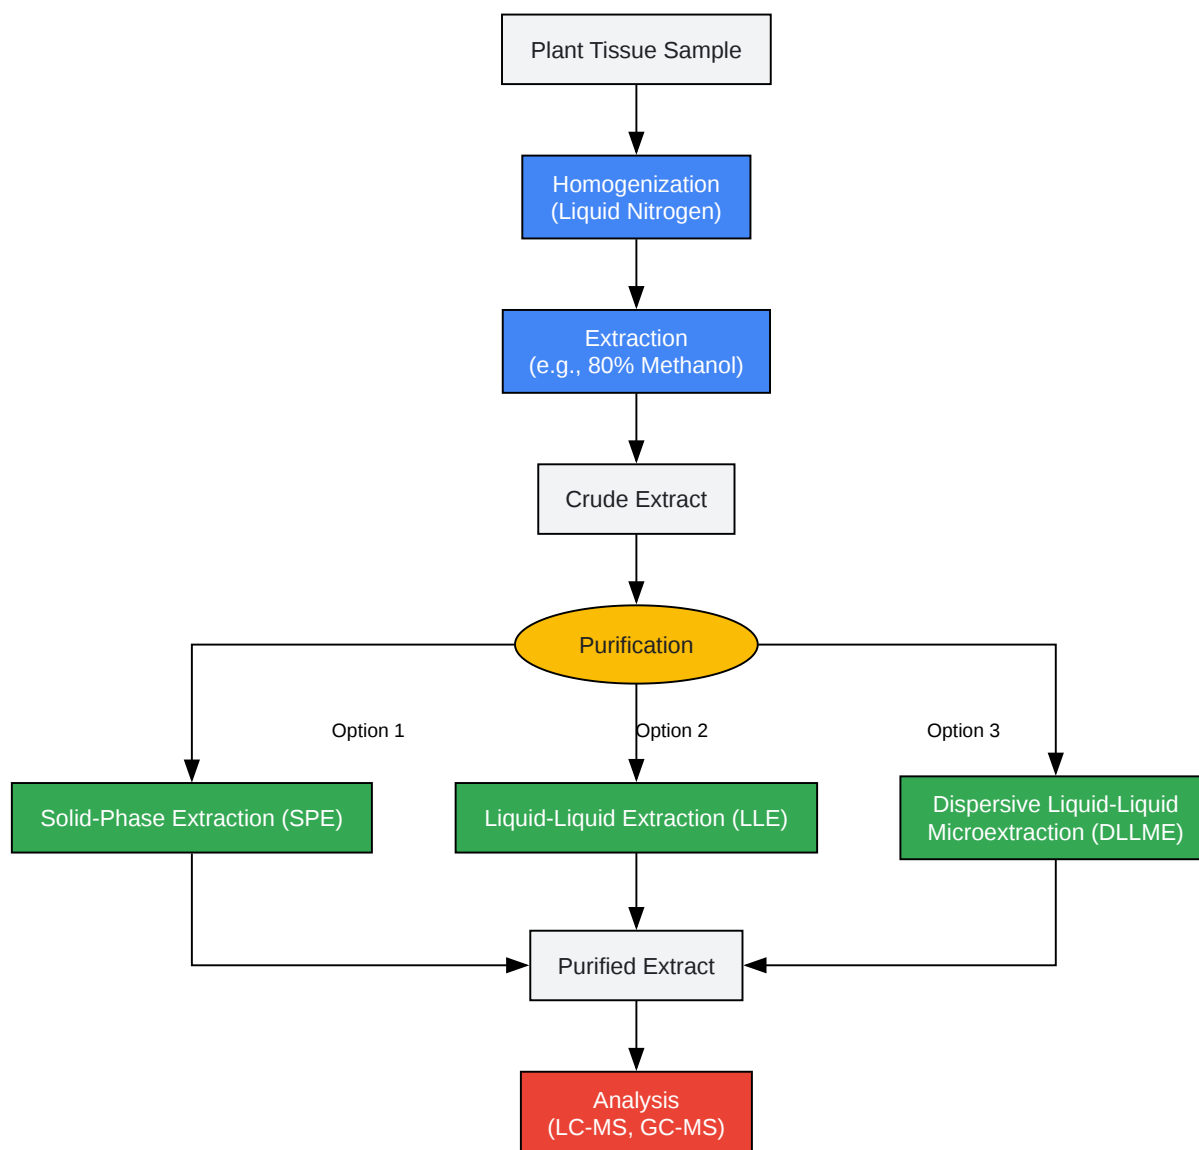 Plant Tissue Sample
Homogenization
(Liquid Nitrogen)
Extraction
(e.g., 80% Methanol)
Crude Extract
Purification
Option 1
Option 2
Option 3
Solid-Phase Extraction (SPE)
Liquid-Liquid Extraction (LLE)
Dispersive Liquid-Liquid
Microextraction (DLLME)
Purified Extract
Analysis
(LC-MS, GC-MS)